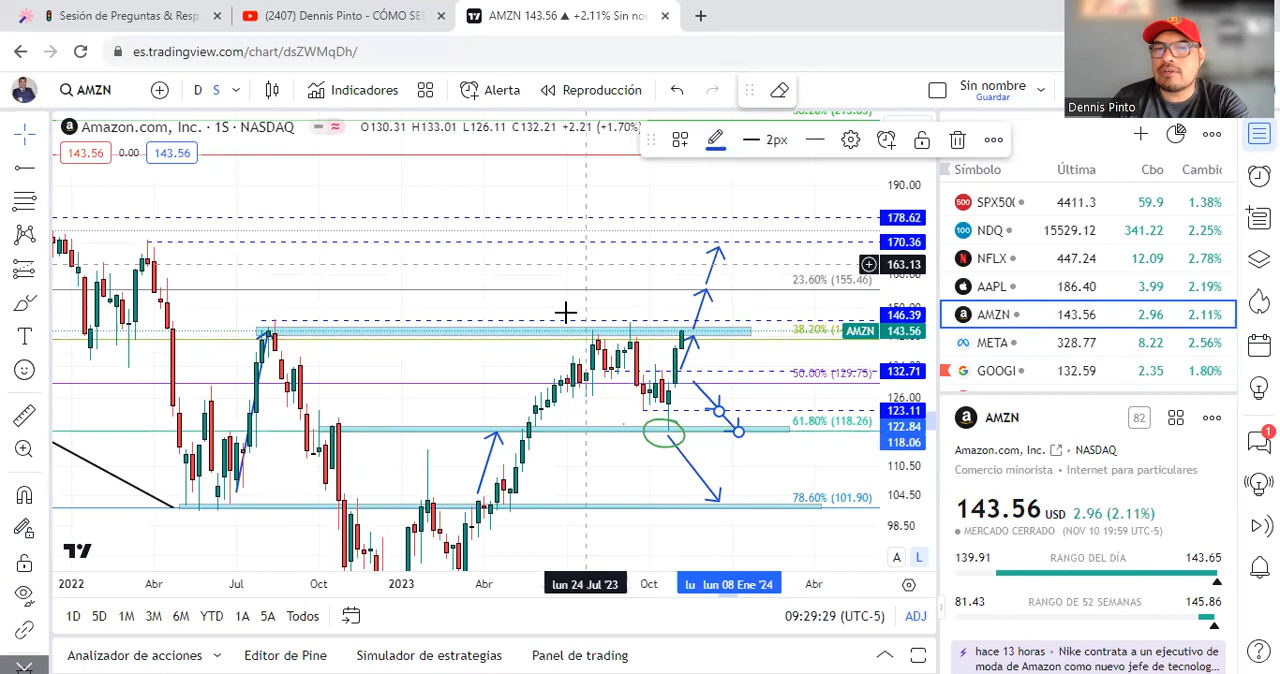 Sesión de Preguntas & Resp
(2407) Dennis Pinto - CÓMO SER
AMZN 143.56 ▲ +2.11% Sin no
es.tradingview.com/chart/dsZWMqDh/
AMZN
D
S
Indicadores
Alerta
Reproducción
Sin nombre
Guardar
Dennis Pinto
Amazon.com, Inc. · 1S · NASDAQ
O130.31 H133.01 L126.11 C132.21 +2.21 (+1.70%)
143.56
0.00
143.56
2px
190.00
178.62
170.36
163.13
23.60% (155.46)
146.39
38.20% (1
AMZN
143.56
132.71
50.00% (129.75)
126.00
123.11
61.80% (118.26)
122.84
118.06
110.50
78.60% (101.90)
104.50
98.50
A
L
2022
Abr
Jul
Oct
2023
Abr
lun 24 Jul '23
Oct
lu
lun 08 Ene '24
Abr
1D
5D
1M
3M
6M
YTD
1A
5A
Todos
09:29:29 (UTC-5)
ADJ
Analizador de acciones
Editor de Pine
Simulador de estrategias
Panel de trading
Símbolo
Última
Cbo
Cambic
500
SPX50
4411.3
59.9
1.38%
100
NDQ
15529.12
341.22
2.25%
NFLX
447.24
12.09
2.78%
AAPL
186.40
3.99
2.19%
AMZN
143.56
2.96
2.11%
META
328.77
8.22
2.56%
GOOGl
132.59
2.35
1.80%
AMZN
82
Amazon.com, Inc.
NASDAQ
Comercio minorista • Internet para particulares
143.56 USD 2.96 (2.11%)
MERCADO CERRADO (NOV 10 19:59 UTC-5)
139.91
RANGO DEL DÍA
143.65
81.43
RANGO DE 52 SEMANAS
145.86
hace 13 horas • Nike contrata a un ejecutivo de
moda de Amazon como nuevo jefe de tecnolog...
1